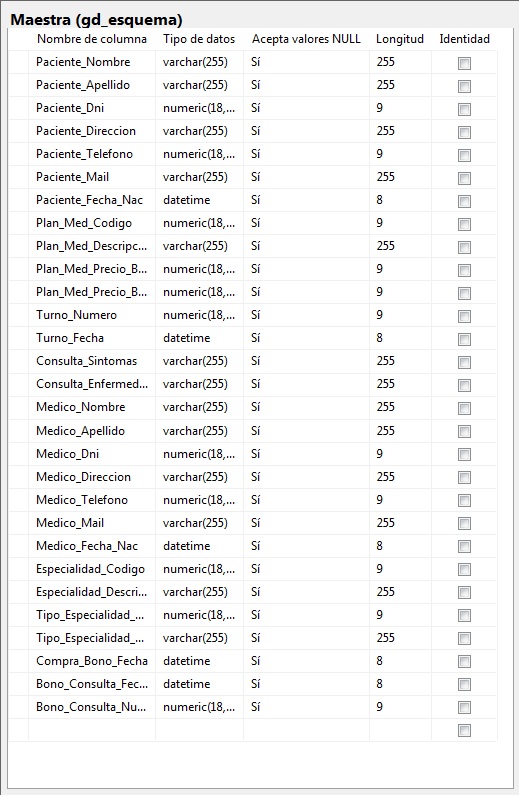 Maestra (gd_esquema)
Nombre de columna Tipo de datos Acepta valores NULL Longitud Identidad
Paciente_Nombre varchar(255) Sí 255
Paciente_Apellido varchar(255) Sí 255
Paciente_Dni numeric(18,... Sí 9
Paciente_Direccion varchar(255) Sí 255
Paciente_Telefono numeric(18,... Sí 9
Paciente_Mail varchar(255) Sí 255
Paciente_Fecha_Nac datetime Sí 8
Plan_Med_Codigo numeric(18,... Sí 9
Plan_Med_Descripc... varchar(255) Sí 255
Plan_Med_Precio_B... numeric(18,... Sí 9
Plan_Med_Precio_B... numeric(18,... Sí 9
Turno_Numero numeric(18,... Sí 9
Turno_Fecha datetime Sí 8
Consulta_Sintomas varchar(255) Sí 255
Consulta_Enfermed... varchar(255) Sí 255
Medico_Nombre varchar(255) Sí 255
Medico_Apellido varchar(255) Sí 255
Medico_Dni numeric(18,... Sí 9
Medico_Direccion varchar(255) Sí 255
Medico_Telefono numeric(18,... Sí 9
Medico_Mail varchar(255) Sí 255
Medico_Fecha_Nac datetime Sí 8
Especialidad_Codigo numeric(18,... Sí 9
Especialidad_Descri... varchar(255) Sí 255
Tipo_Especialidad_... numeric(18,... Sí 9
Tipo_Especialidad_... varchar(255) Sí 255
Compra_Bono_Fecha datetime Sí 8
Bono_Consulta_Fec... datetime Sí 8
Bono_Consulta_Nu... numeric(18,... Sí 9